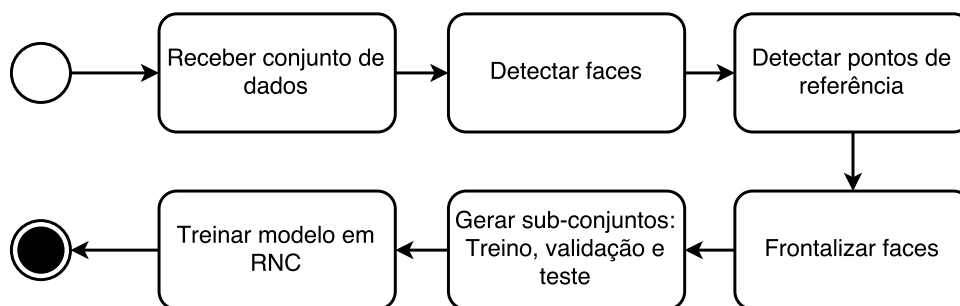 Receber conjunto de
dados
Detectar faces
Detectar pontos de
referência
Frontalizar faces
Gerar sub-conjuntos:
Treino, validação e
teste
Treinar modelo em
RNC